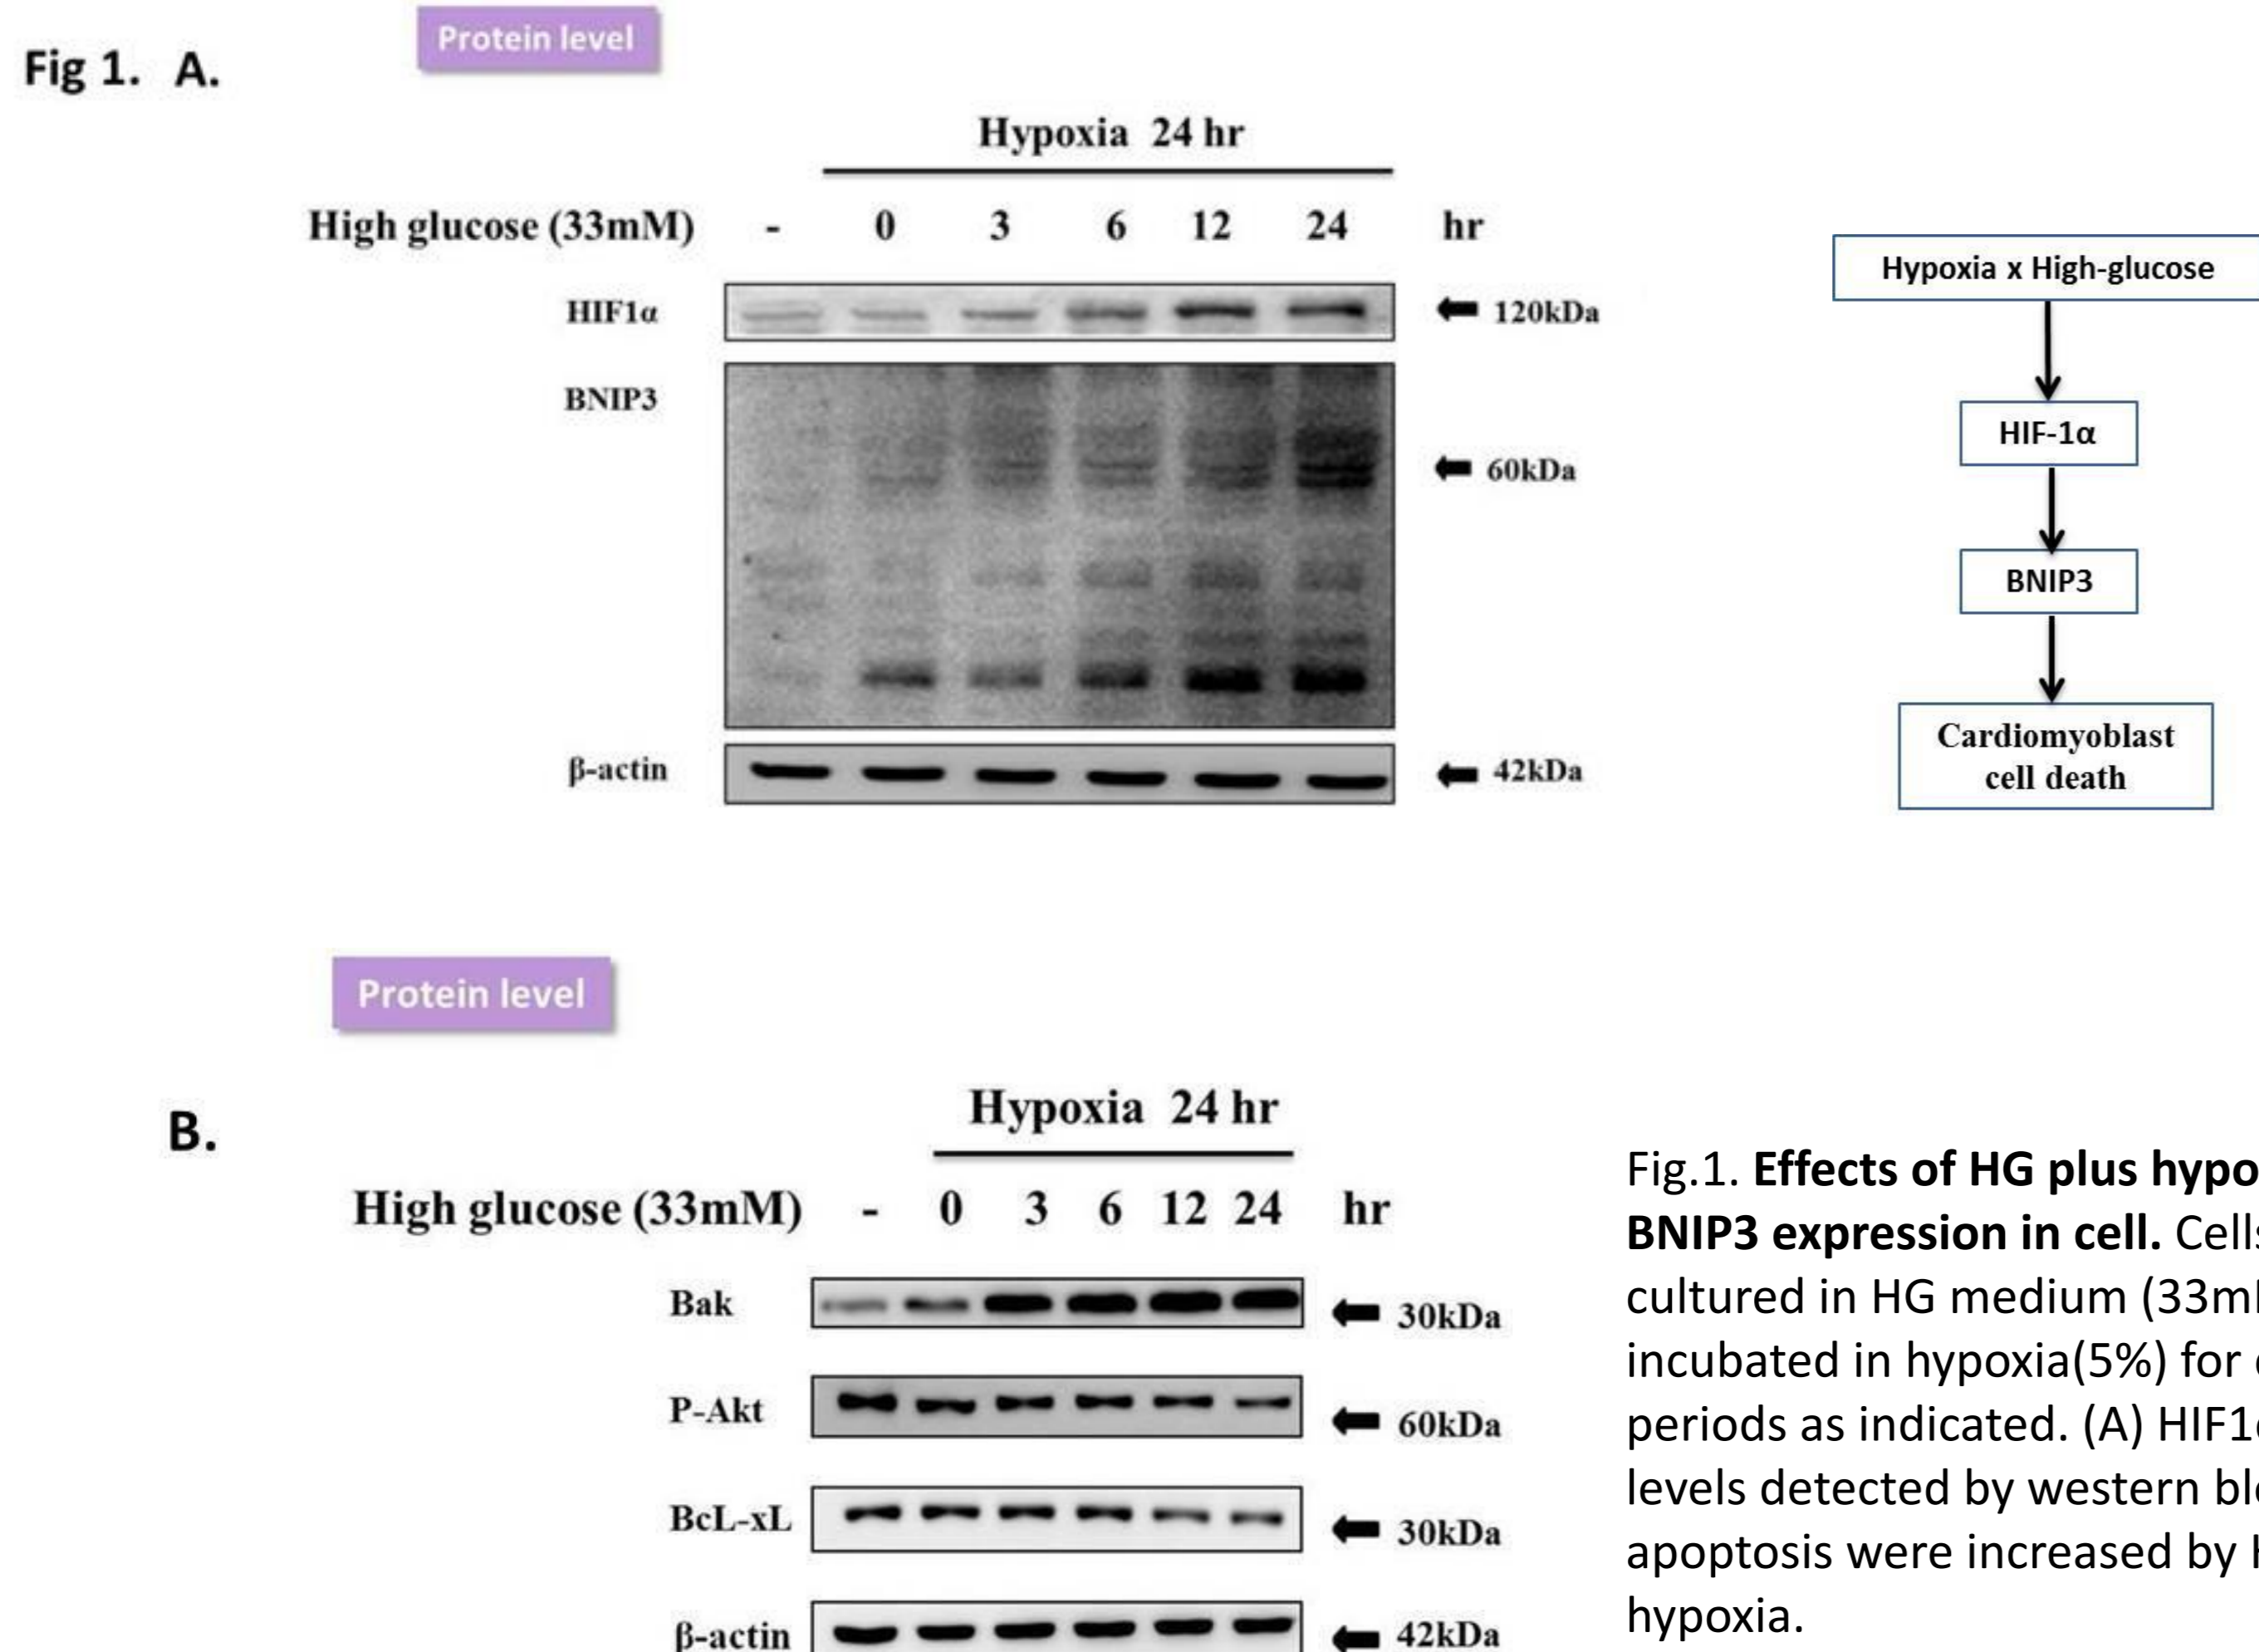 Protein level
Fig 1. A.
Hypoxia 24 hr
High glucose (33mM) - 0 3 6 12 24 hr
HIF1α
120kDa
BNIP3
60kDa
β-actin
42kDa
Hypoxia x High-glucose
HIF-1α
BNIP3
Cardiomyoblast
cell death
Protein level
B.
Hypoxia 24 hr
High glucose (33mM) - 0 3 6 12 24 hr
Bak
30kDa
P-Akt
60kDa
BcL-xL
30kDa
β-actin
42kDa
Fig.1. Effects of HG plus hypo
BNIP3 expression in cell. Cells
cultured in HG medium (33m
incubated in hypoxia(5%) for
periods as indicated. (A) HIF1
levels detected by western bl
apoptosis were increased by
hypoxia.